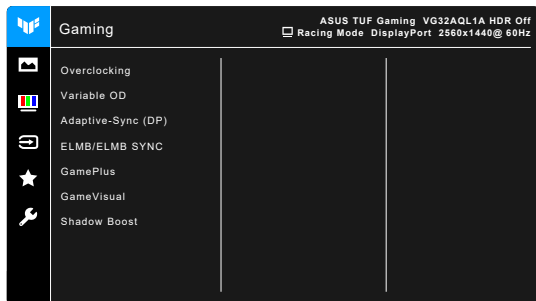 Gaming
ASUS TUF Gaming VG32AQL1A HDR Off
Racing Mode DisplayPort 2560x1440@ 60Hz
Overclocking
Variable OD
Adaptive-Sync (DP)
ELMB/ELMB SYNC
GamePlus
GameVisual
Shadow Boost